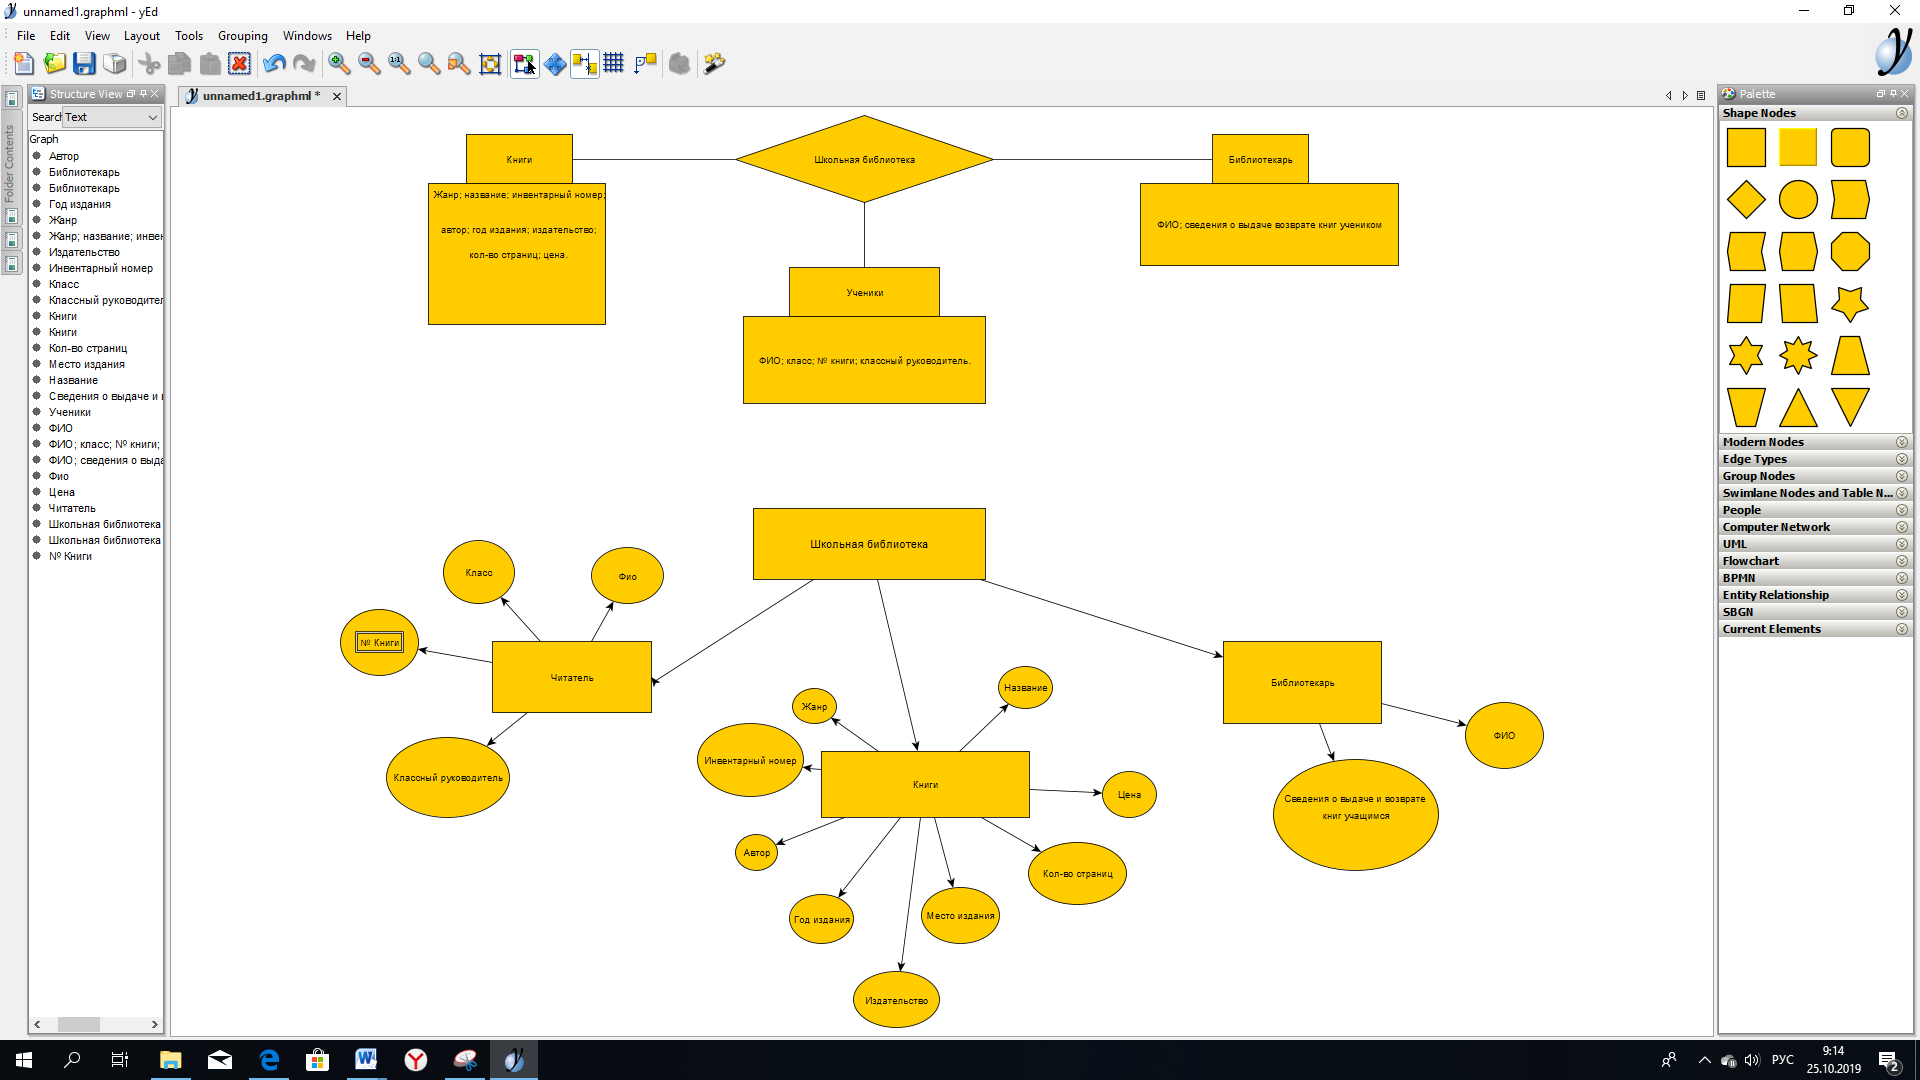 unnamed1.graphml - yEd
File Edit View Layout Tools Grouping Windows Help
Folder Contents
Structure View
Search Text
Graph
Автор
Библиотекарь
Библиотекарь
Год издания
Жанр
Жанр; название; инвен
Издательство
Инвентарный номер
Класс
Классный руководител
Книги
Книги
Кол-во страниц
Место издания
Название
Сведения о выдаче и в
Ученики
ФИО
ФИО; класс; № книги;
ФИО; сведения о выда
Фио
Цена
Читатель
Школьная библиотека
Школьная библиотека
№ Книги
unnamed1.graphml *
Книги
Школьная библиотека
Библиотекарь
Жанр; название; инвентарный номер;
автор; год издания; издательство;
кол-во страниц; цена.
ФИО; сведения о выдаче возврате книг учеником
Ученики
ФИО; класс; № книги; классный руководитель.
Школьная библиотека
Класс
Фио
№ Книги
Читатель
Классный руководитель
Жанр
Название
Инвентарный номер
Книги
Цена
Автор
Кол-во страниц
Год издания
Место издания
Издательство
Библиотекарь
ФИО
Сведения о выдаче и возврате
книг учащимся
Palette
Shape Nodes
Modern Nodes
Edge Types
Group Nodes
Swimlane Nodes and Table N...
People
Computer Network
UML
Flowchart
BPMN
Entity Relationship
SBGN
Current Elements
РУС
9:14
25.10.2019
2